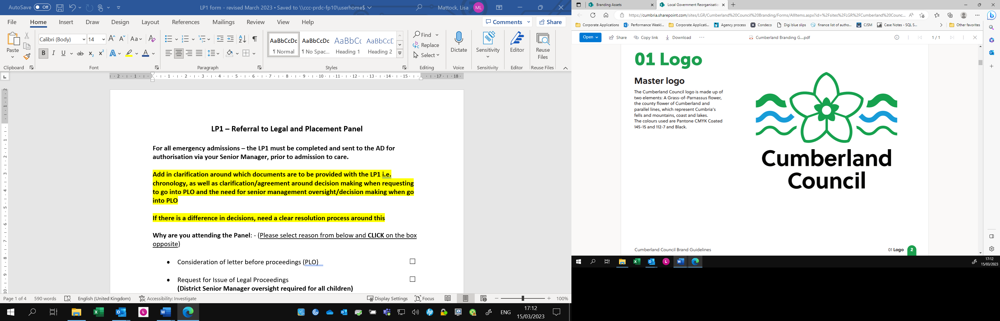 AutoSave Off
LP1 form - revised March 2023 • Saved to \\ccc-prdc-fp10\userhome$
Mattock, Lisa ML
File Home Insert Draw Design Layout References Mailings Review View Help
Comments Share
Calibri (Body) 14
Paste
Clipboard
Font
Paragraph
AaBbCcDc AaBbCcDc AaBbCc AaBbCcD
¶ Normal ¶ No Spac... Heading 1 Heading 2
Styles
Find
Replace
Select
Editing
Dictate
Voice
Sensitivity
Sensitivity
Editor
Editor
Reuse
Files
Reuse Files
LP1 – Referral to Legal and Placement Panel
For all emergency admissions – the LP1 must be completed and sent to the AD for
authorisation via your Senior Manager, prior to admission to care.
Add in clarification around which documents are to be provided with the LP1 i.e.
chronology, as well as clarification/agreement around decision making when requesting
to go into PLO and the need for senior management oversight/decision making when go
into PLO
If there is a difference in decisions, need a clear resolution process around this
Why are you attending the Panel: - (Please select reason from below and CLICK on the box
opposite)
• Consideration of letter before proceedings (PLO) ☐
• Request for Issue of Legal Proceedings ☐
(District Senior Manager oversight required for all children)
Page 1 of 4 590 words English (United Kingdom) Accessibility: Investigate
Display Settings Focus 100%
ENG
17:12
15/03/2023
Branding Assets
Local Government Reorganisatio
https://cumbria.sharepoint.com/sites/LGR/Cumberland%20Council%20Branding/Forms/AllItems.aspx?id=%2Fsites%2FLGR%2FCumberland%20Counc...
Corporate Applications Performance Weekl... Corporate Applicati... Agency process Condeco Digi blue slips finance list of autho... CJSM Case Notes - SQL S... Other favorites
Open Share Copy link Download ... Cumberland Branding G....pdf 1 / 1
01 Logo
Master logo
The Cumberland Council logo is made up of
two elements: A Grass-of-Parnassus flower,
the county flower of Cumberland and
parallel lines, which represent Cumbria's
fells and mountains, coast and lakes.
The colours used are Pantone CMYK Coated
145-15 and 112-7 and Black.
Cumberland
Council
Cumberland Council Brand Guidelines
01 Logo 2
17:12
15/03/2023